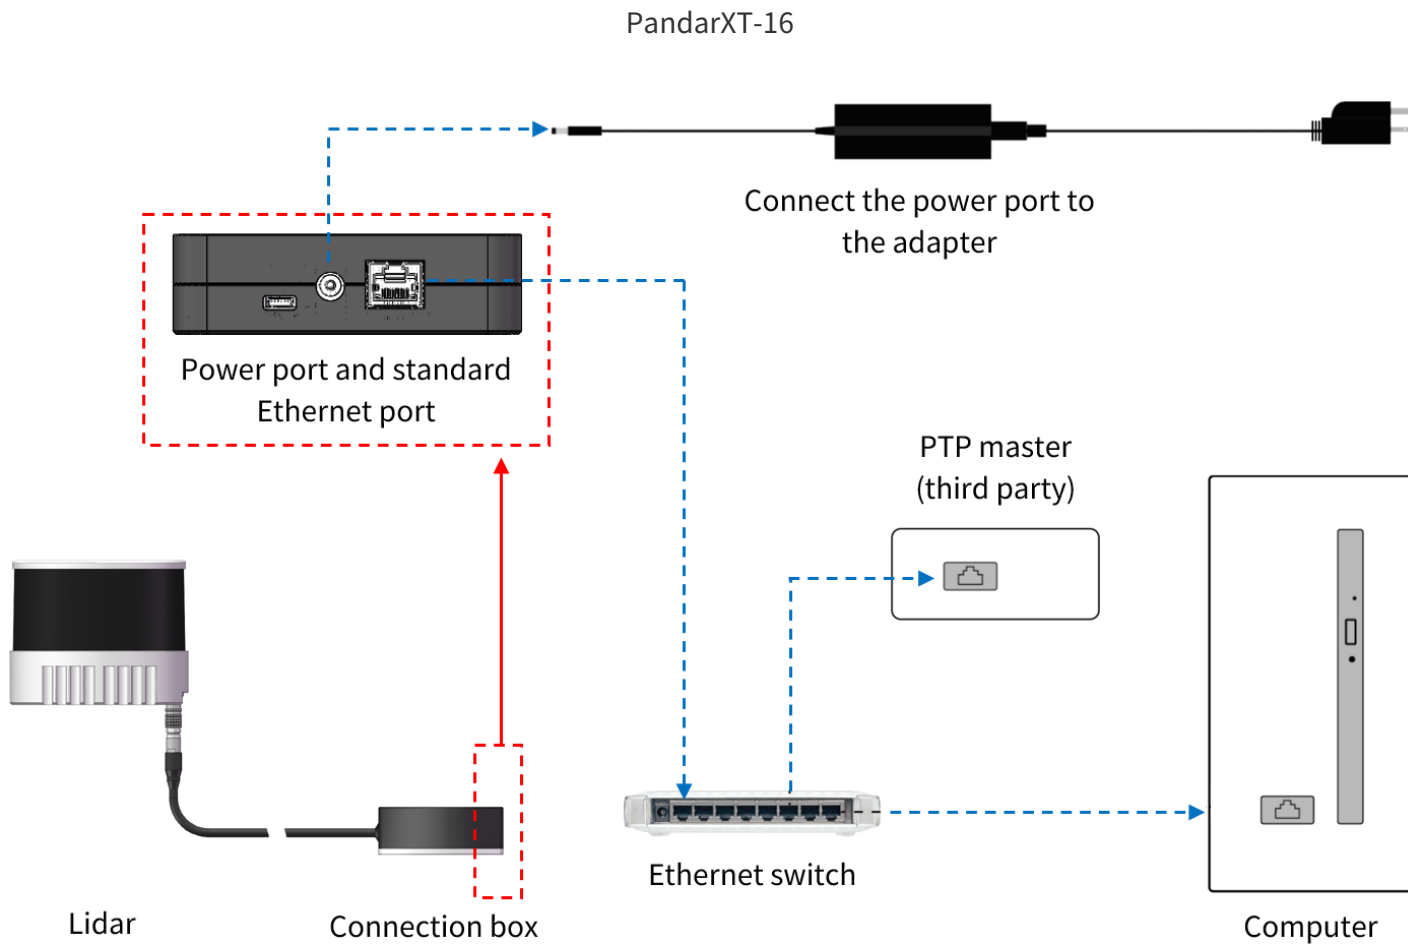 PandarXT-16
Connect the power port to
the adapter
Power port and standard
Ethernet port
PTP master
(third party)
Ethernet switch
Lidar
Connection box
Computer